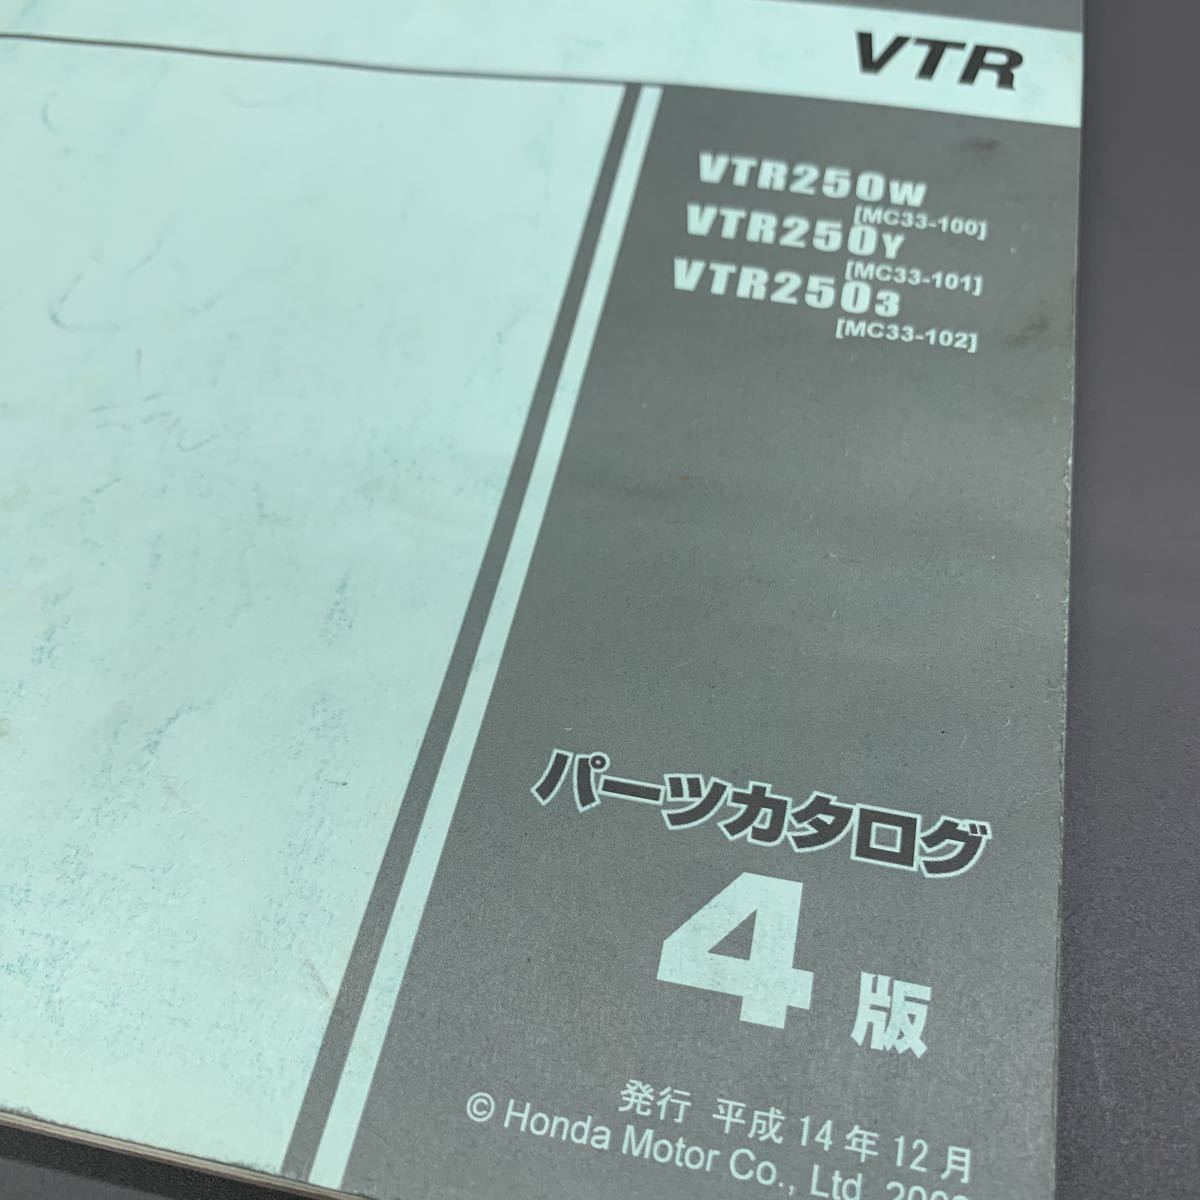 VTR
VTR250W
[MC33-100]
VTR250Y
[MC33-101]
VTR2503
[MC33-102]
パーツカタログ
4版
発行 平成14年12月
© Honda Motor Co., Ltd.